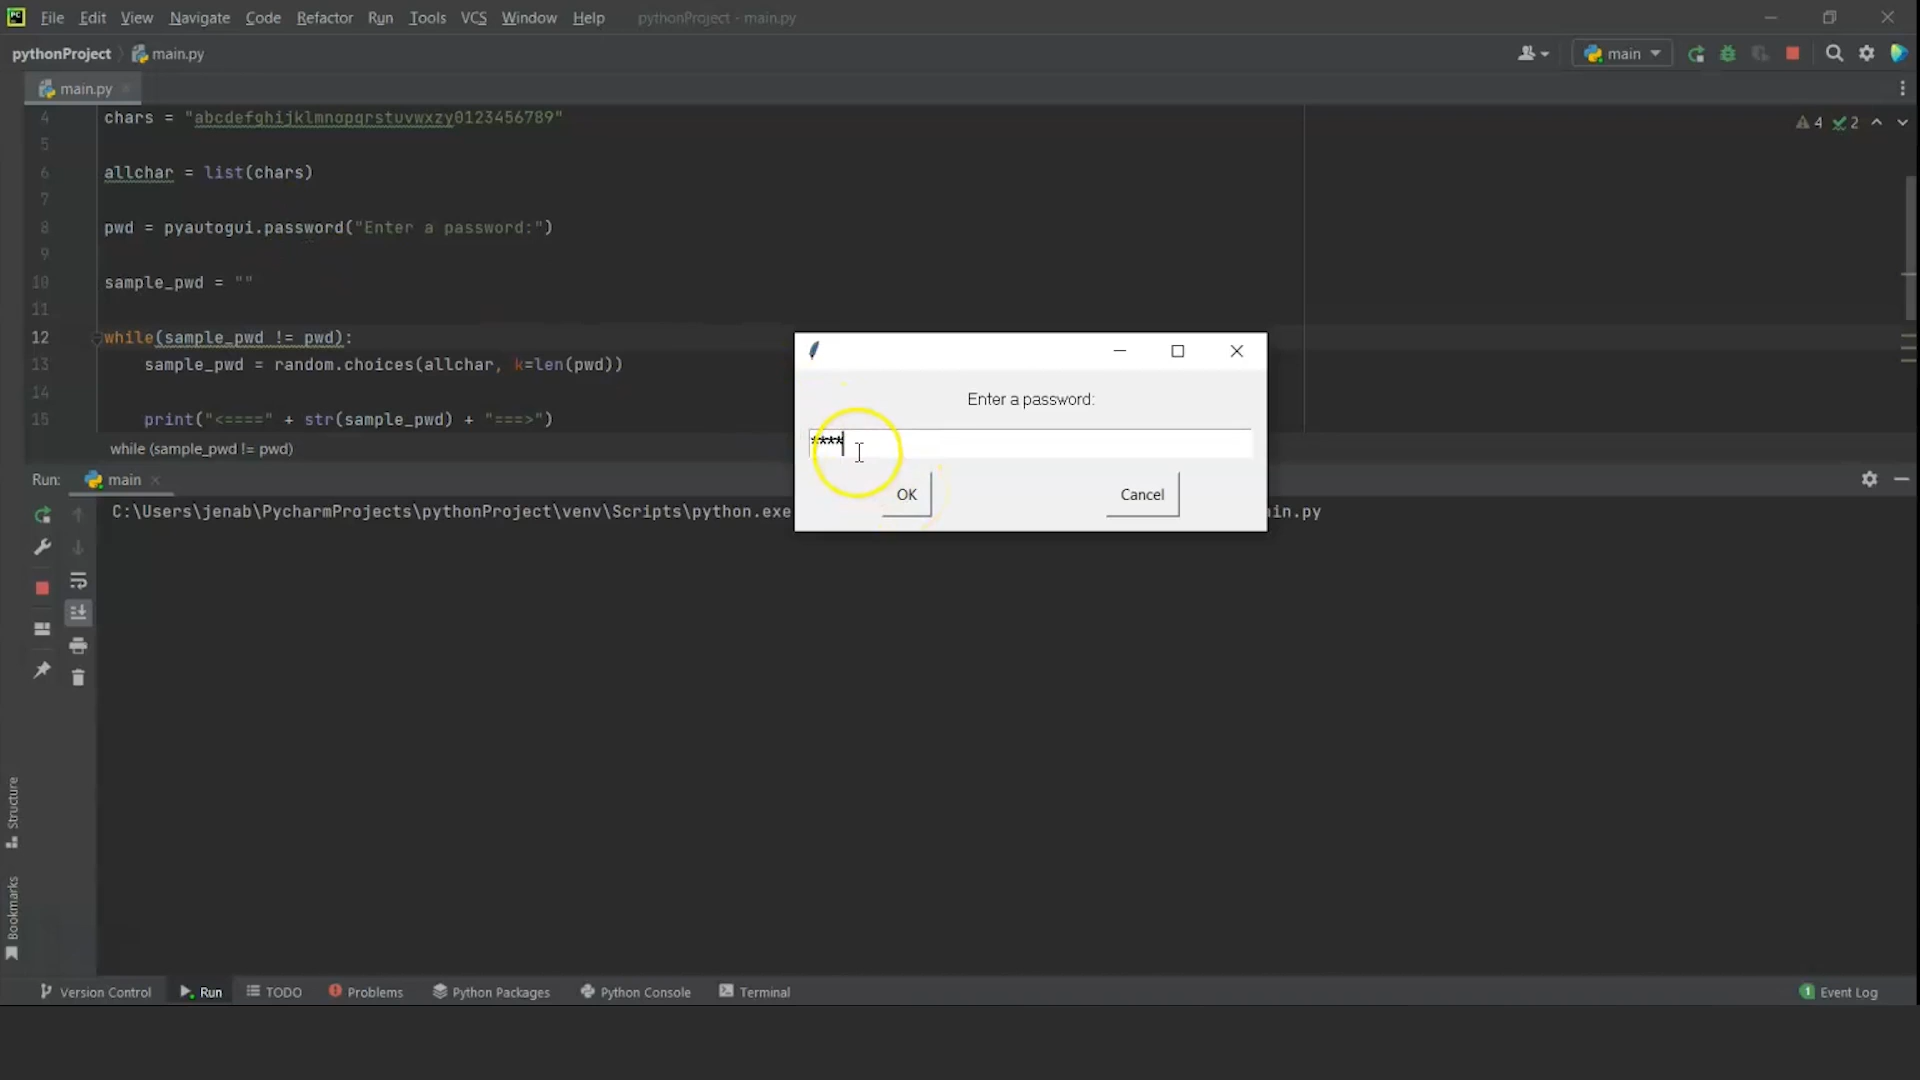 PC File Edit View Navigate Code Refactor Run Tools VCS Window Help pythonProject - main.py
pythonProject main.py main
main.py
4 chars = "abcdefghijklmnopqrstuvwxzy0123456789"
4 2
5
6 allchar = list(chars)
7
8 pwd = pyautogui.password("Enter a password:")
9
10 sample_pwd = ""
11
12 while(sample_pwd != pwd):
13 sample_pwd = random.choices(allchar, k=len(pwd))
14
15 print("<====" + str(sample_pwd) + "===>")
while (sample_pwd != pwd)
Enter a password:
****
OK Cancel
Run: main
C:\Users\jenab\PycharmProjects\pythonProject\venv\Scripts\python.exe in.py
Structure
Bookmarks
Version Control Run TODO Problems Python Packages Python Console Terminal 1 Event Log